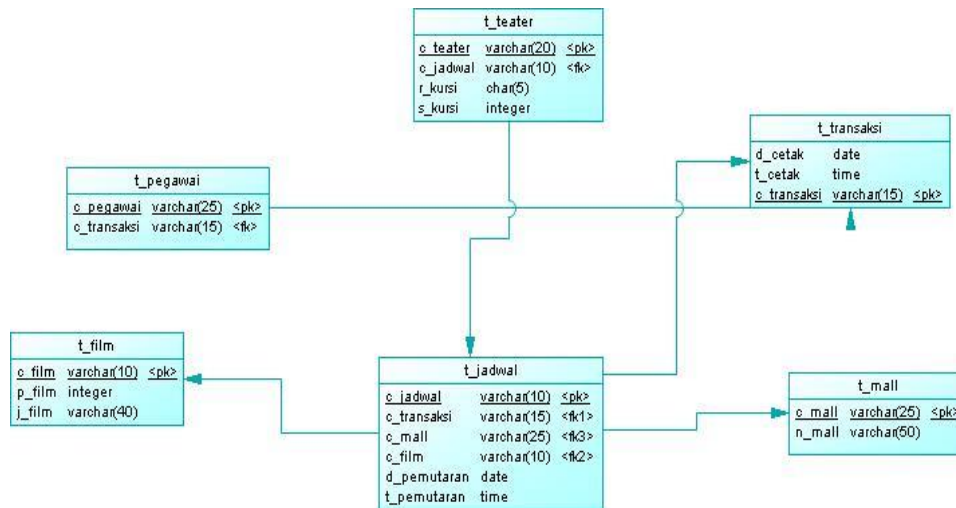 t_teater
c_teater varchar(20) <pk>
c_jadwal varchar(10) <fk>
r_kursi char(5)
s_kursi integer
t_transaksi
d_cetak date
t_cetak time
c_transaksi varchar(15) <pk>
t_pegawai
c_pegawai varchar(25) <pk>
c_transaksi varchar(15) <fk>
t_film
c_film varchar(10) <pk>
p_film integer
j_film varchar(40)
t_jadwal
c_jadwal varchar(10) <pk>
c_transaksi varchar(15) <fk1>
c_mall varchar(25) <fk3>
c_film varchar(10) <fk2>
d_pemutaran date
t_pemutaran time
t_mall
c_mall varchar(25) <pk>
n_mall varchar(50)